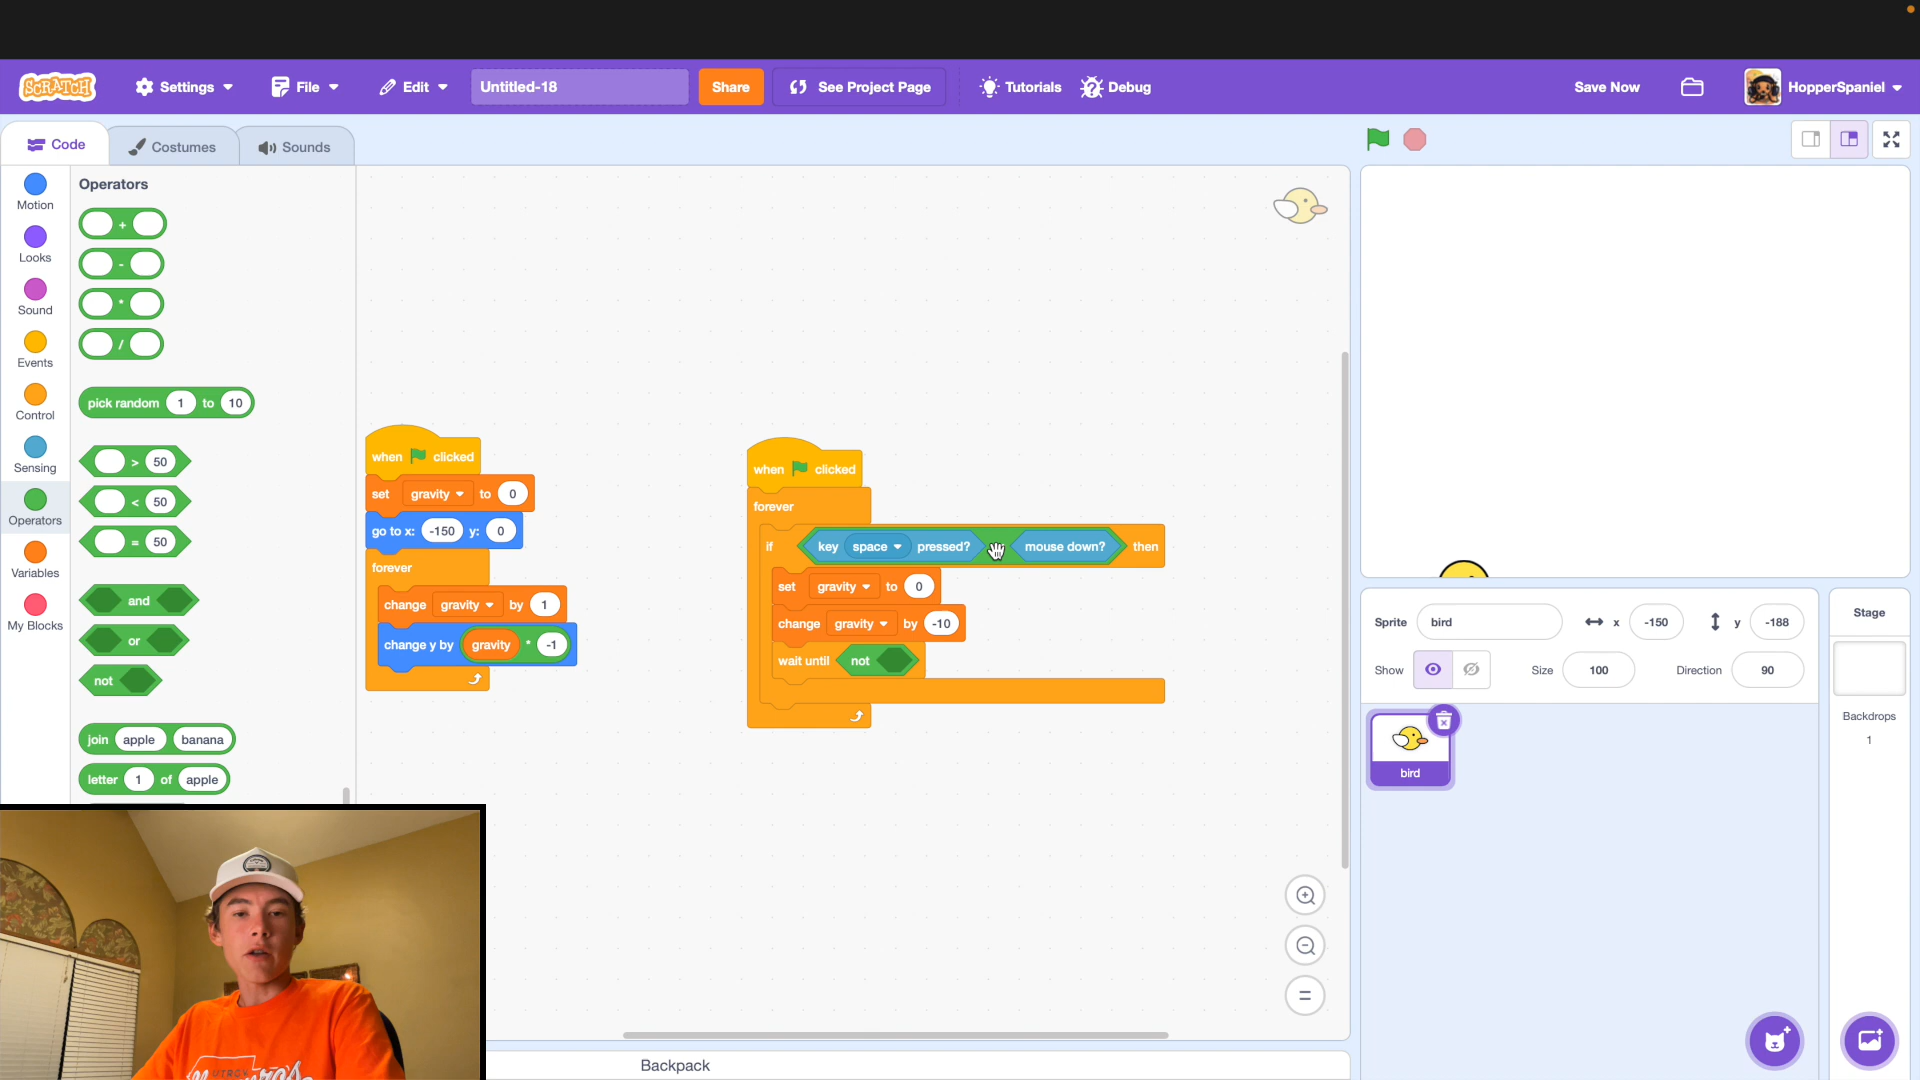 SCRATCH
Settings
File
Edit
Untitled-18
Share
See Project Page
Tutorials
Debug
Save Now
HopperSpaniel
Code
Costumes
Sounds
Motion
Looks
Sound
Events
Control
Sensing
Operators
Variables
My Blocks
Operators
+
-
*
/
pick random 1 to 10
> 50
< 50
= 50
and
or
not
join apple banana
letter 1 of apple
when clicked
set gravity to 0
go to x: -150 y: 0
forever
change gravity by 1
change y by gravity * -1
when clicked
forever
if key space pressed? mouse down? then
set gravity to 0
change gravity by -10
wait until not
Backpack
Sprite bird x -150 y -188
Show Size 100 Direction 90
bird
Stage
Backdrops
1